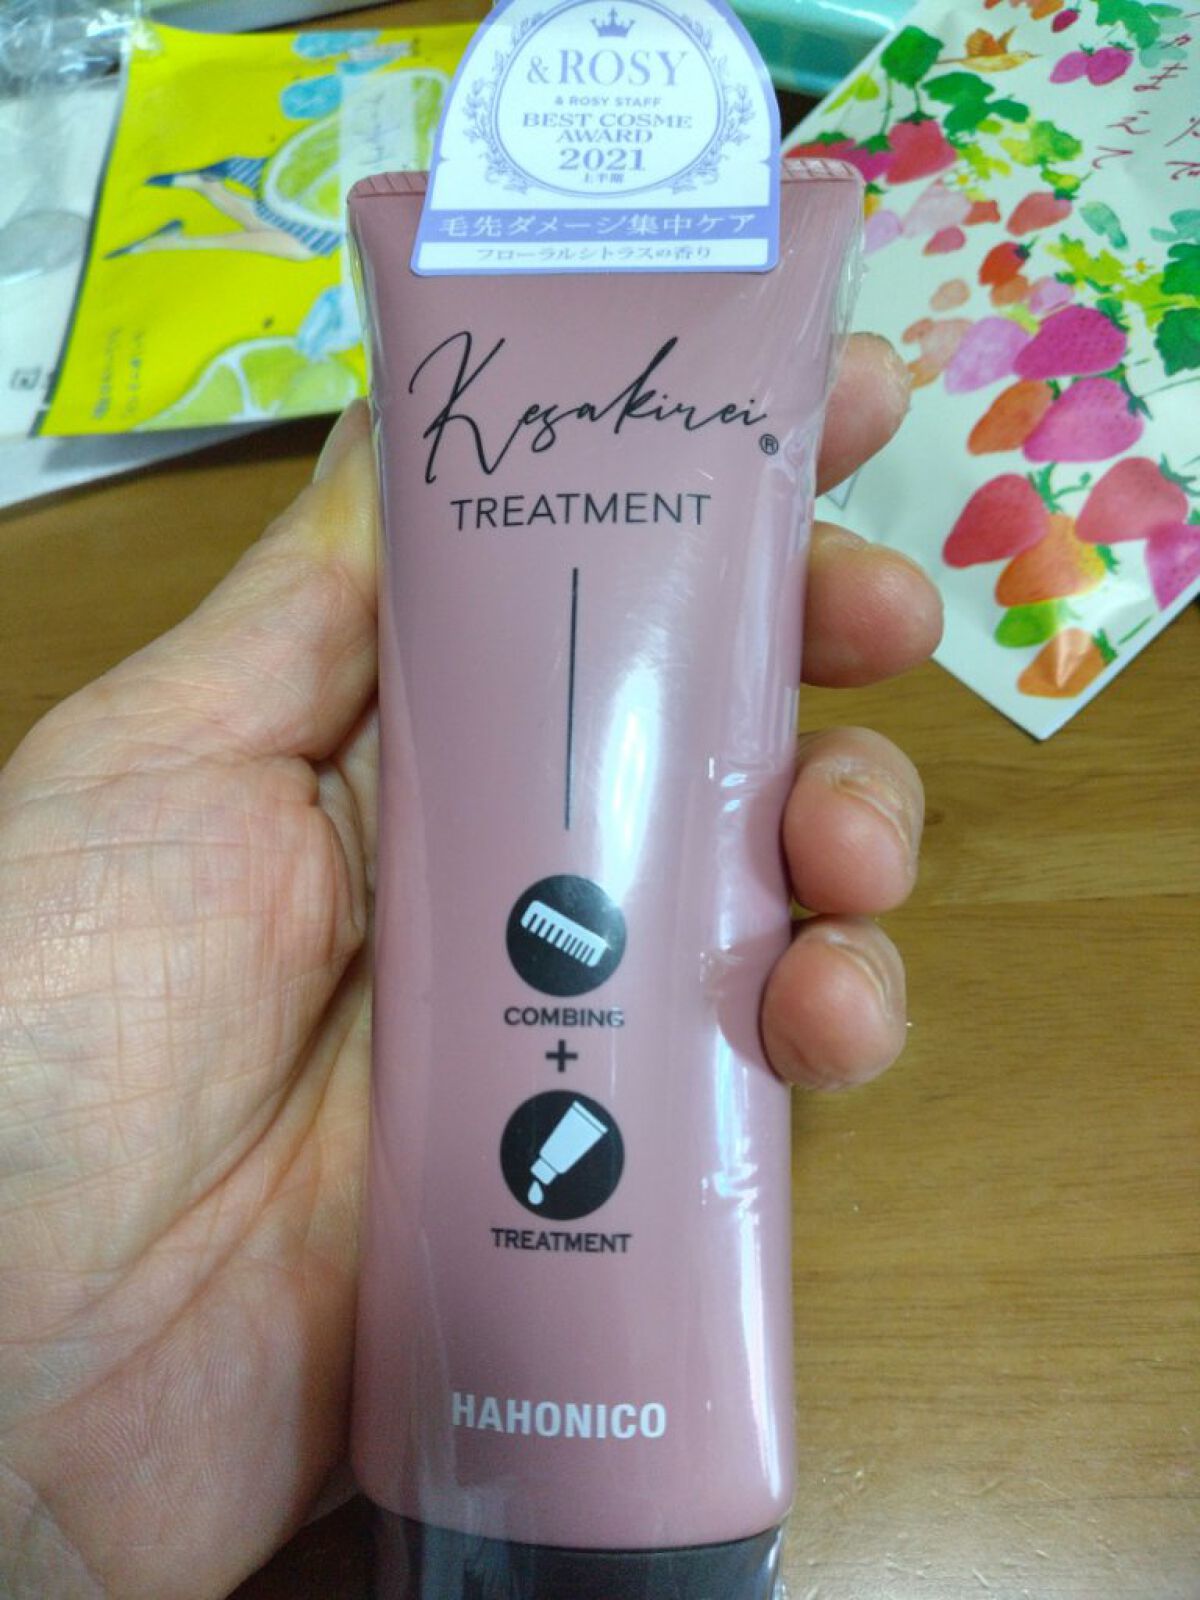 & ROSY
& ROSY STAFF
BEST COSME
AWARD
2021
上半期
毛先ダメージ集中ケア
フローラルシトラスの香り
Kesakirei®
TREATMENT
COMBING
+
TREATMENT
HAHONICO